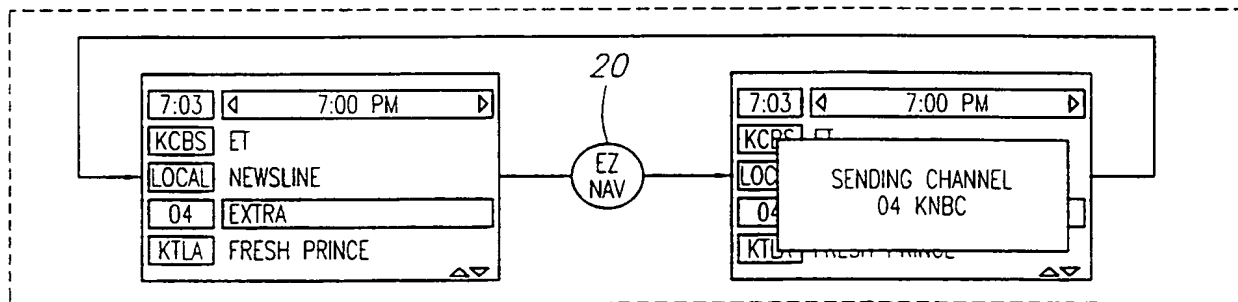 20
7:03 7:00 PM
KCBS ET
LOCAL NEWSLINE
04 EXTRA
KTLA FRESH PRINCE
EZ
NAV
7:03 7:00 PM
SENDING CHANNEL
04 KNBC
04